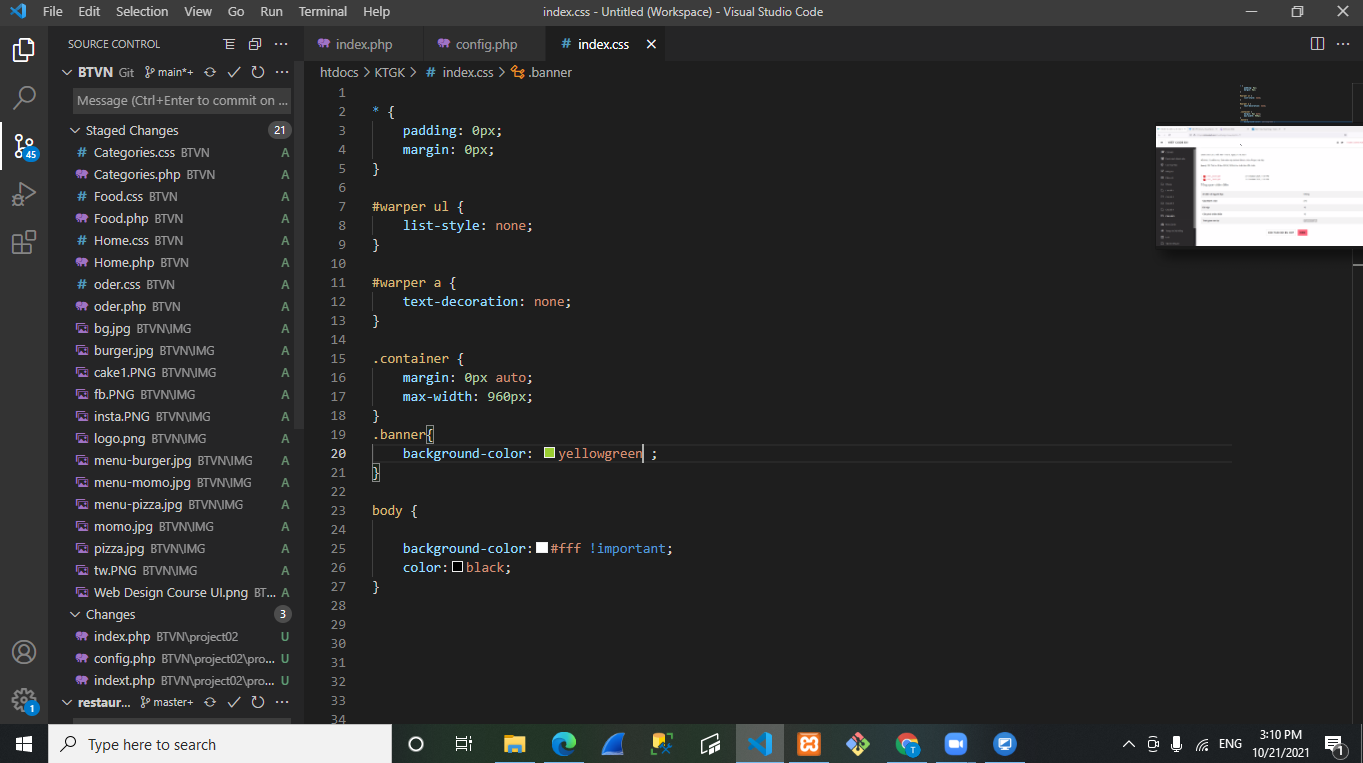 File Edit Selection View Go Run Terminal Help index.css - Untitled (Workspace) - Visual Studio Code
SOURCE CONTROL
index.php config.php # index.css
BTVN Git main*+
htdocs > KTGK > # index.css > .banner
Message (Ctrl+Enter to commit on ...
Staged Changes 21
# Categories.css BTVN A
Categories.php BTVN A
# Food.css BTVN A
Food.php BTVN A
# Home.css BTVN A
Home.php BTVN A
# oder.css BTVN A
oder.php BTVN A
bg.jpg BTVN\IMG A
burger.jpg BTVN\IMG A
cake1.PNG BTVN\IMG A
fb.PNG BTVN\IMG A
insta.PNG BTVN\IMG A
logo.png BTVN\IMG A
menu-burger.jpg BTVN\IMG A
menu-momo.jpg BTVN\IMG A
menu-pizza.jpg BTVN\IMG A
momo.jpg BTVN\IMG A
pizza.jpg BTVN\IMG A
tw.PNG BTVN\IMG A
Web Design Course UI.png BT... A
Changes 3
index.php BTVN\project02 U
config.php BTVN\project02\pro... U
indext.php BTVN\project02\pro... U
restaur... master+
45
1
1
2 * {
3 padding: 0px;
4 margin: 0px;
5 }
6
7 #warper ul {
8 list-style: none;
9 }
10
11 #warper a {
12 text-decoration: none;
13 }
14
15 .container {
16 margin: 0px auto;
17 max-width: 960px;
18 }
19 .banner{
20 background-color: yellowgreen ;
21 }
22
23 body {
24
25 background-color: #fff !important;
26 color: black;
27 }
28
29
30
31
32
33
34
Type here to search
ENG
3:10 PM
10/21/2021
1